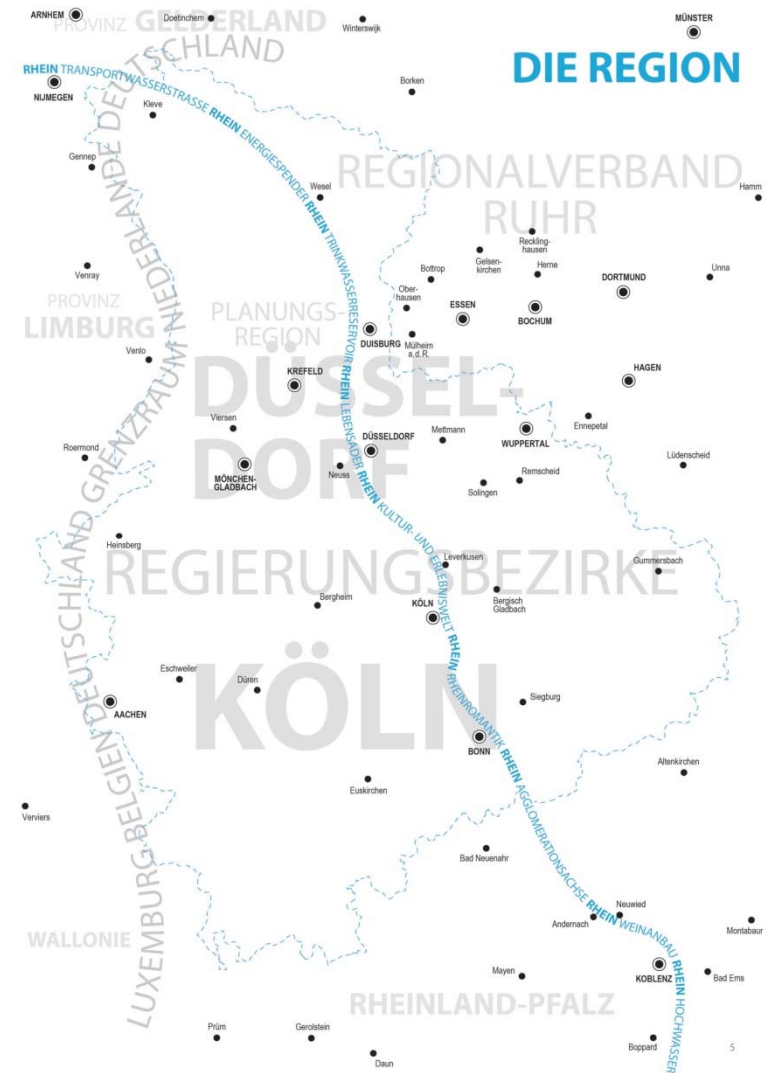 ARNHEM
PROVINZ GELDERLAND
Doetinchem
Winterswijk
MÜNSTER
DIE REGION
NIJMEGEN
Kleve
Borken
Gennep
Wesel
REGIONALVERBAND
RUHR
Hamm
Reckling-
hausen
Gelsen-
kirchen
Herne
Bottrop
Unna
Venray
Ober-
hausen
DORTMUND
PROVINZ
LIMBURG
PLANUNGS-
REGION
ESSEN
BOCHUM
DUISBURG
Mülheim
a.d.R.
Venlo
KREFELD
HAGEN
DÜSSEL-
DORF
Viersen
Ennepetal
Mettmann
WUPPERTAL
DÜSSELDORF
Roermond
Lüdenscheid
MÖNCHEN-
GLADBACH
Neuss
Remscheid
Solingen
Heinsberg
Leverkusen
Gummersbach
REGIERUNGSBEZIRKE
Bergheim
KÖLN
Bergisch
Gladbach
Eschweiler
Düren
KÖLN
Siegburg
AACHEN
BONN
Altenkirchen
Euskirchen
Verviers
Bad Neuenahr
Neuwied
Andernach
Montabaur
WALLONIE
Mayen
KOBLENZ
Bad Ems
RHEINLAND-PFALZ
Prüm
Gerolstein
Daun
Boppard
5
RHEIN TRANSPORTWASSERSTRASSE RHEIN ENERGIESPENDER RHEIN TRINKWASSERRESERVOIR RHEIN LEBENSADER RHEIN KULTUR- UND ERLEBNISWELT RHEIN RHEINROMANTIK RHEIN AGGLOMERATIONSACHSE RHEIN WEINANBAU RHEIN HOCHWASSER
LUXEMBURG-BELGIEN DEUTSCHLAND GRENZRAUM NIEDERLANDE DEUTSCHLAND